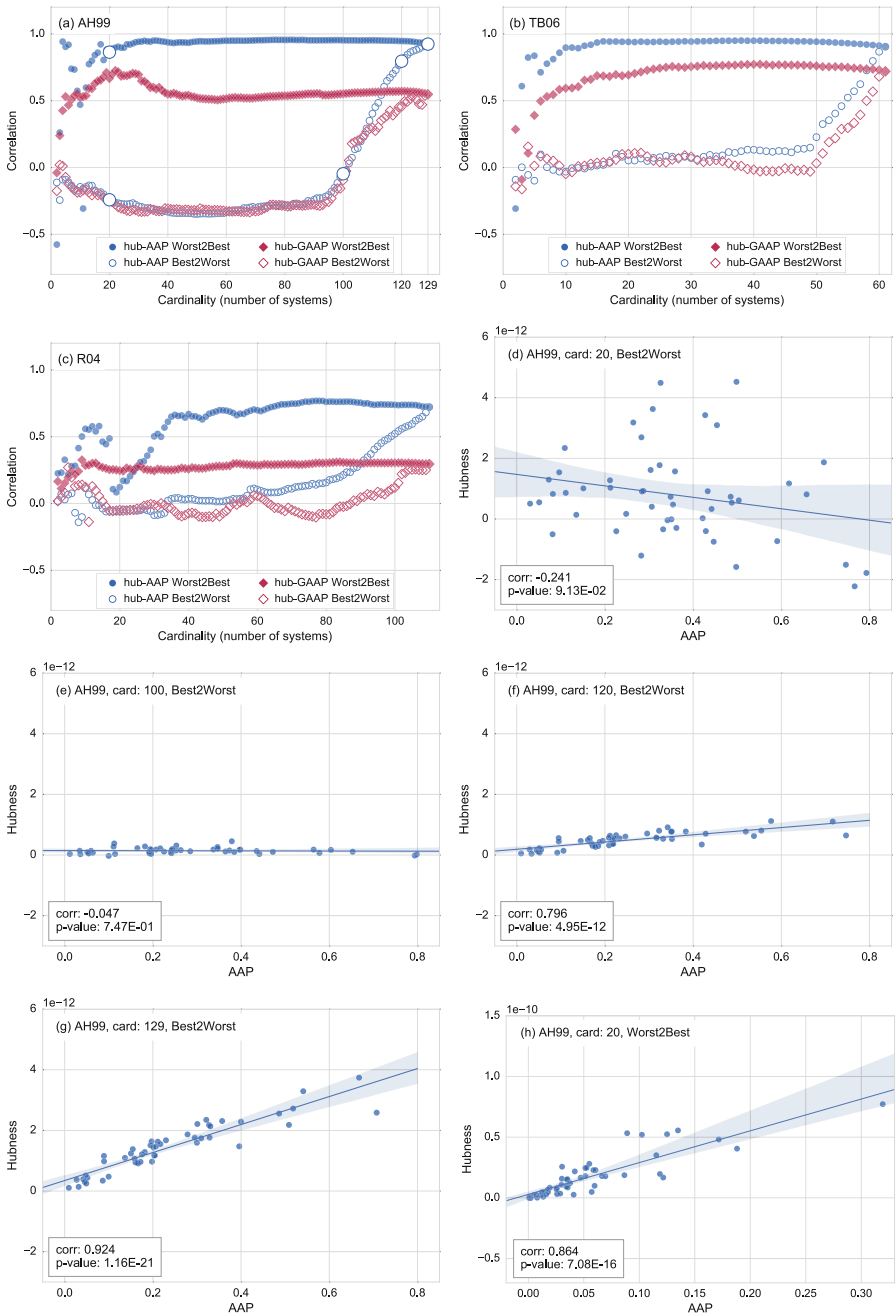 (a) AH99
1.0
0.5
0.0
−0.5
Correlation
hub-AAP Worst2Best
hub-GAAP Worst2Best
hub-AAP Best2Worst
hub-GAAP Best2Worst
0 20 40 60 80 100 120 129
Cardinality (number of systems)
(b) TB06
1.0
0.5
0.0
−0.5
Correlation
hub-AAP Worst2Best
hub-GAAP Worst2Best
hub-AAP Best2Worst
hub-GAAP Best2Worst
0 10 20 30 40 50 60
Cardinality (number of systems)
(c) R04
1.0
0.5
0.0
−0.5
Correlation
hub-AAP Worst2Best
hub-GAAP Worst2Best
hub-AAP Best2Worst
hub-GAAP Best2Worst
0 20 40 60 80 100
Cardinality (number of systems)
1e−12
(d) AH99, card: 20, Best2Worst
6
4
2
0
−2
Hubness
corr: -0.241
p-value: 9.13E-02
0.0 0.2 0.4 0.6 0.8
AAP
1e−12
(e) AH99, card: 100, Best2Worst
6
4
2
0
−2
Hubness
corr: -0.047
p-value: 7.47E-01
0.0 0.2 0.4 0.6 0.8
AAP
1e−12
(f) AH99, card: 120, Best2Worst
6
4
2
0
−2
Hubness
corr: 0.796
p-value: 4.95E-12
0.0 0.2 0.4 0.6 0.8
AAP
1e−12
(g) AH99, card: 129, Best2Worst
6
4
2
0
−2
Hubness
corr: 0.924
p-value: 1.16E-21
0.0 0.2 0.4 0.6 0.8
AAP
1e−10
(h) AH99, card: 20, Worst2Best
1.5
1.0
0.5
0.0
−0.5
Hubness
corr: 0.864
p-value: 7.08E-16
0.00 0.05 0.10 0.15 0.20 0.25 0.30
AAP